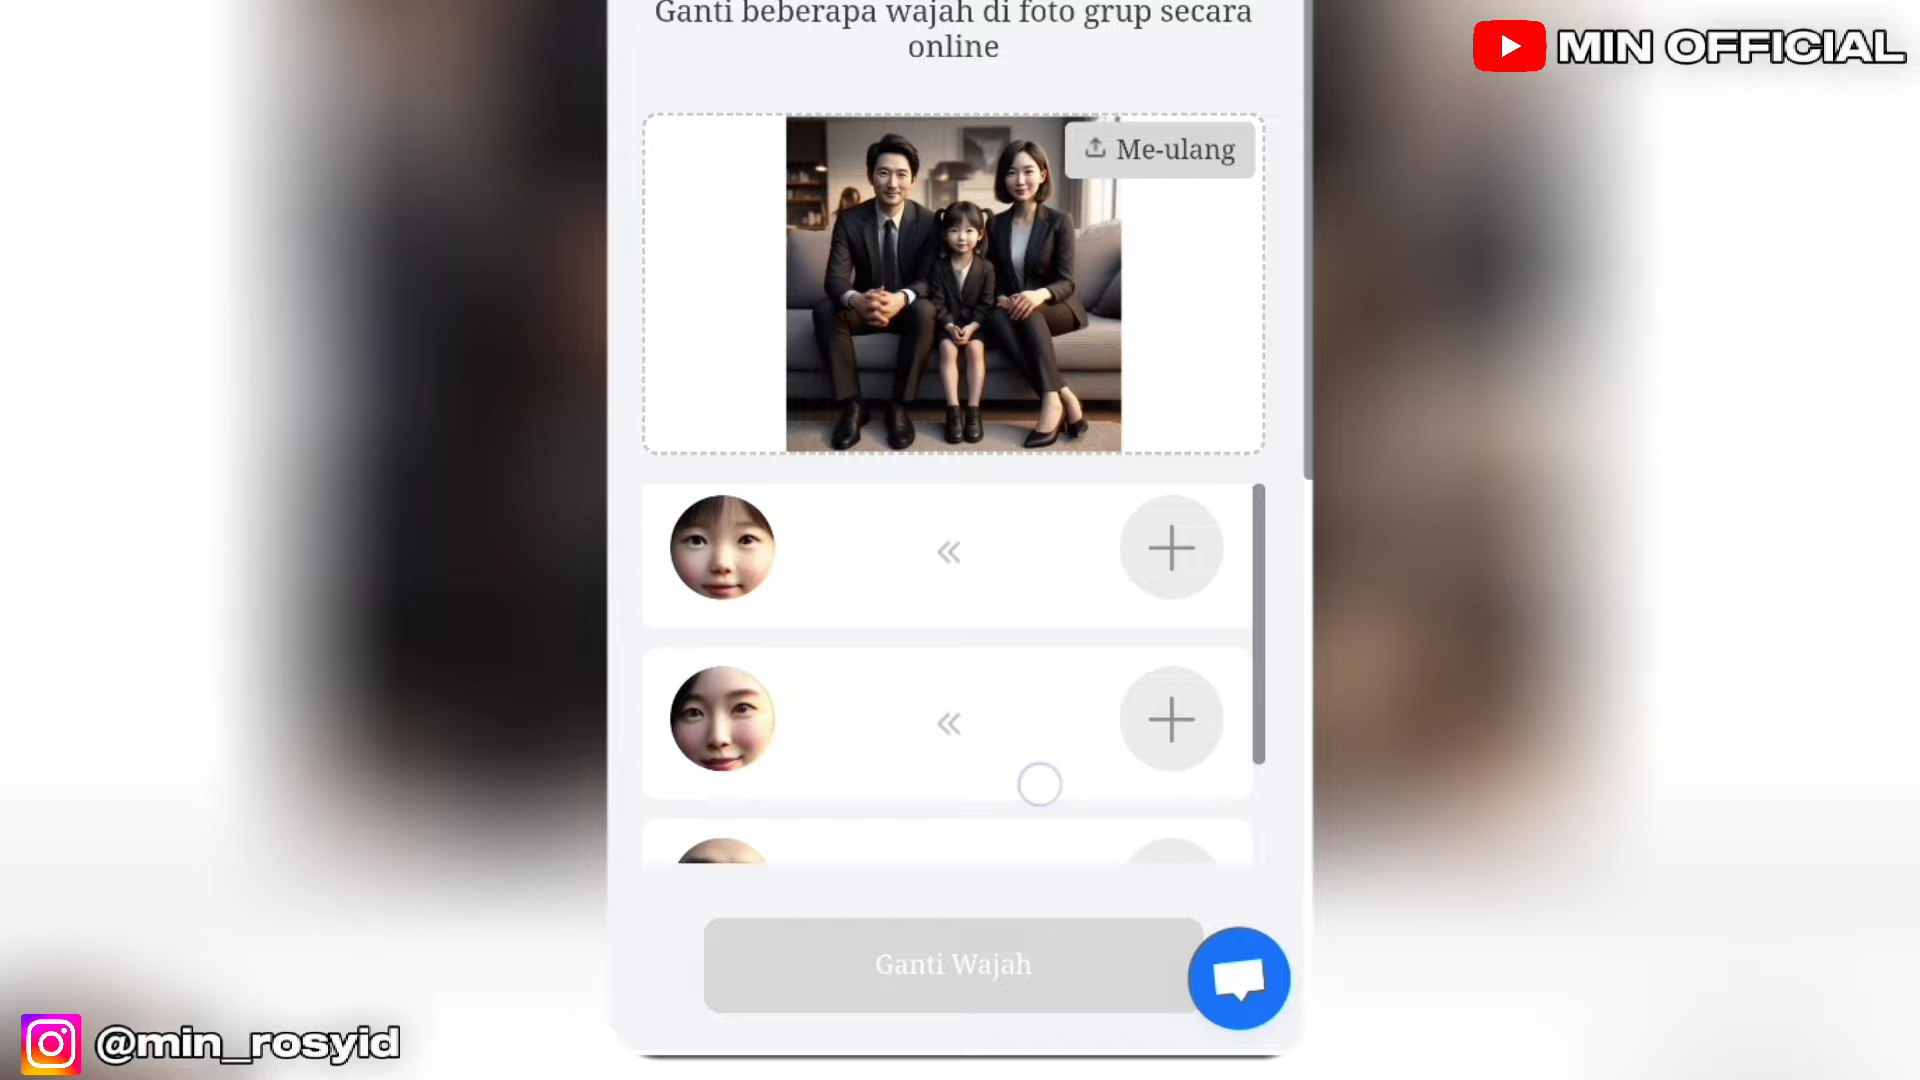 Ganti beberapa wajah di foto grup secara
online
MIN OFFICIAL
Me-ulang
Ganti Wajah
@min_rosyid